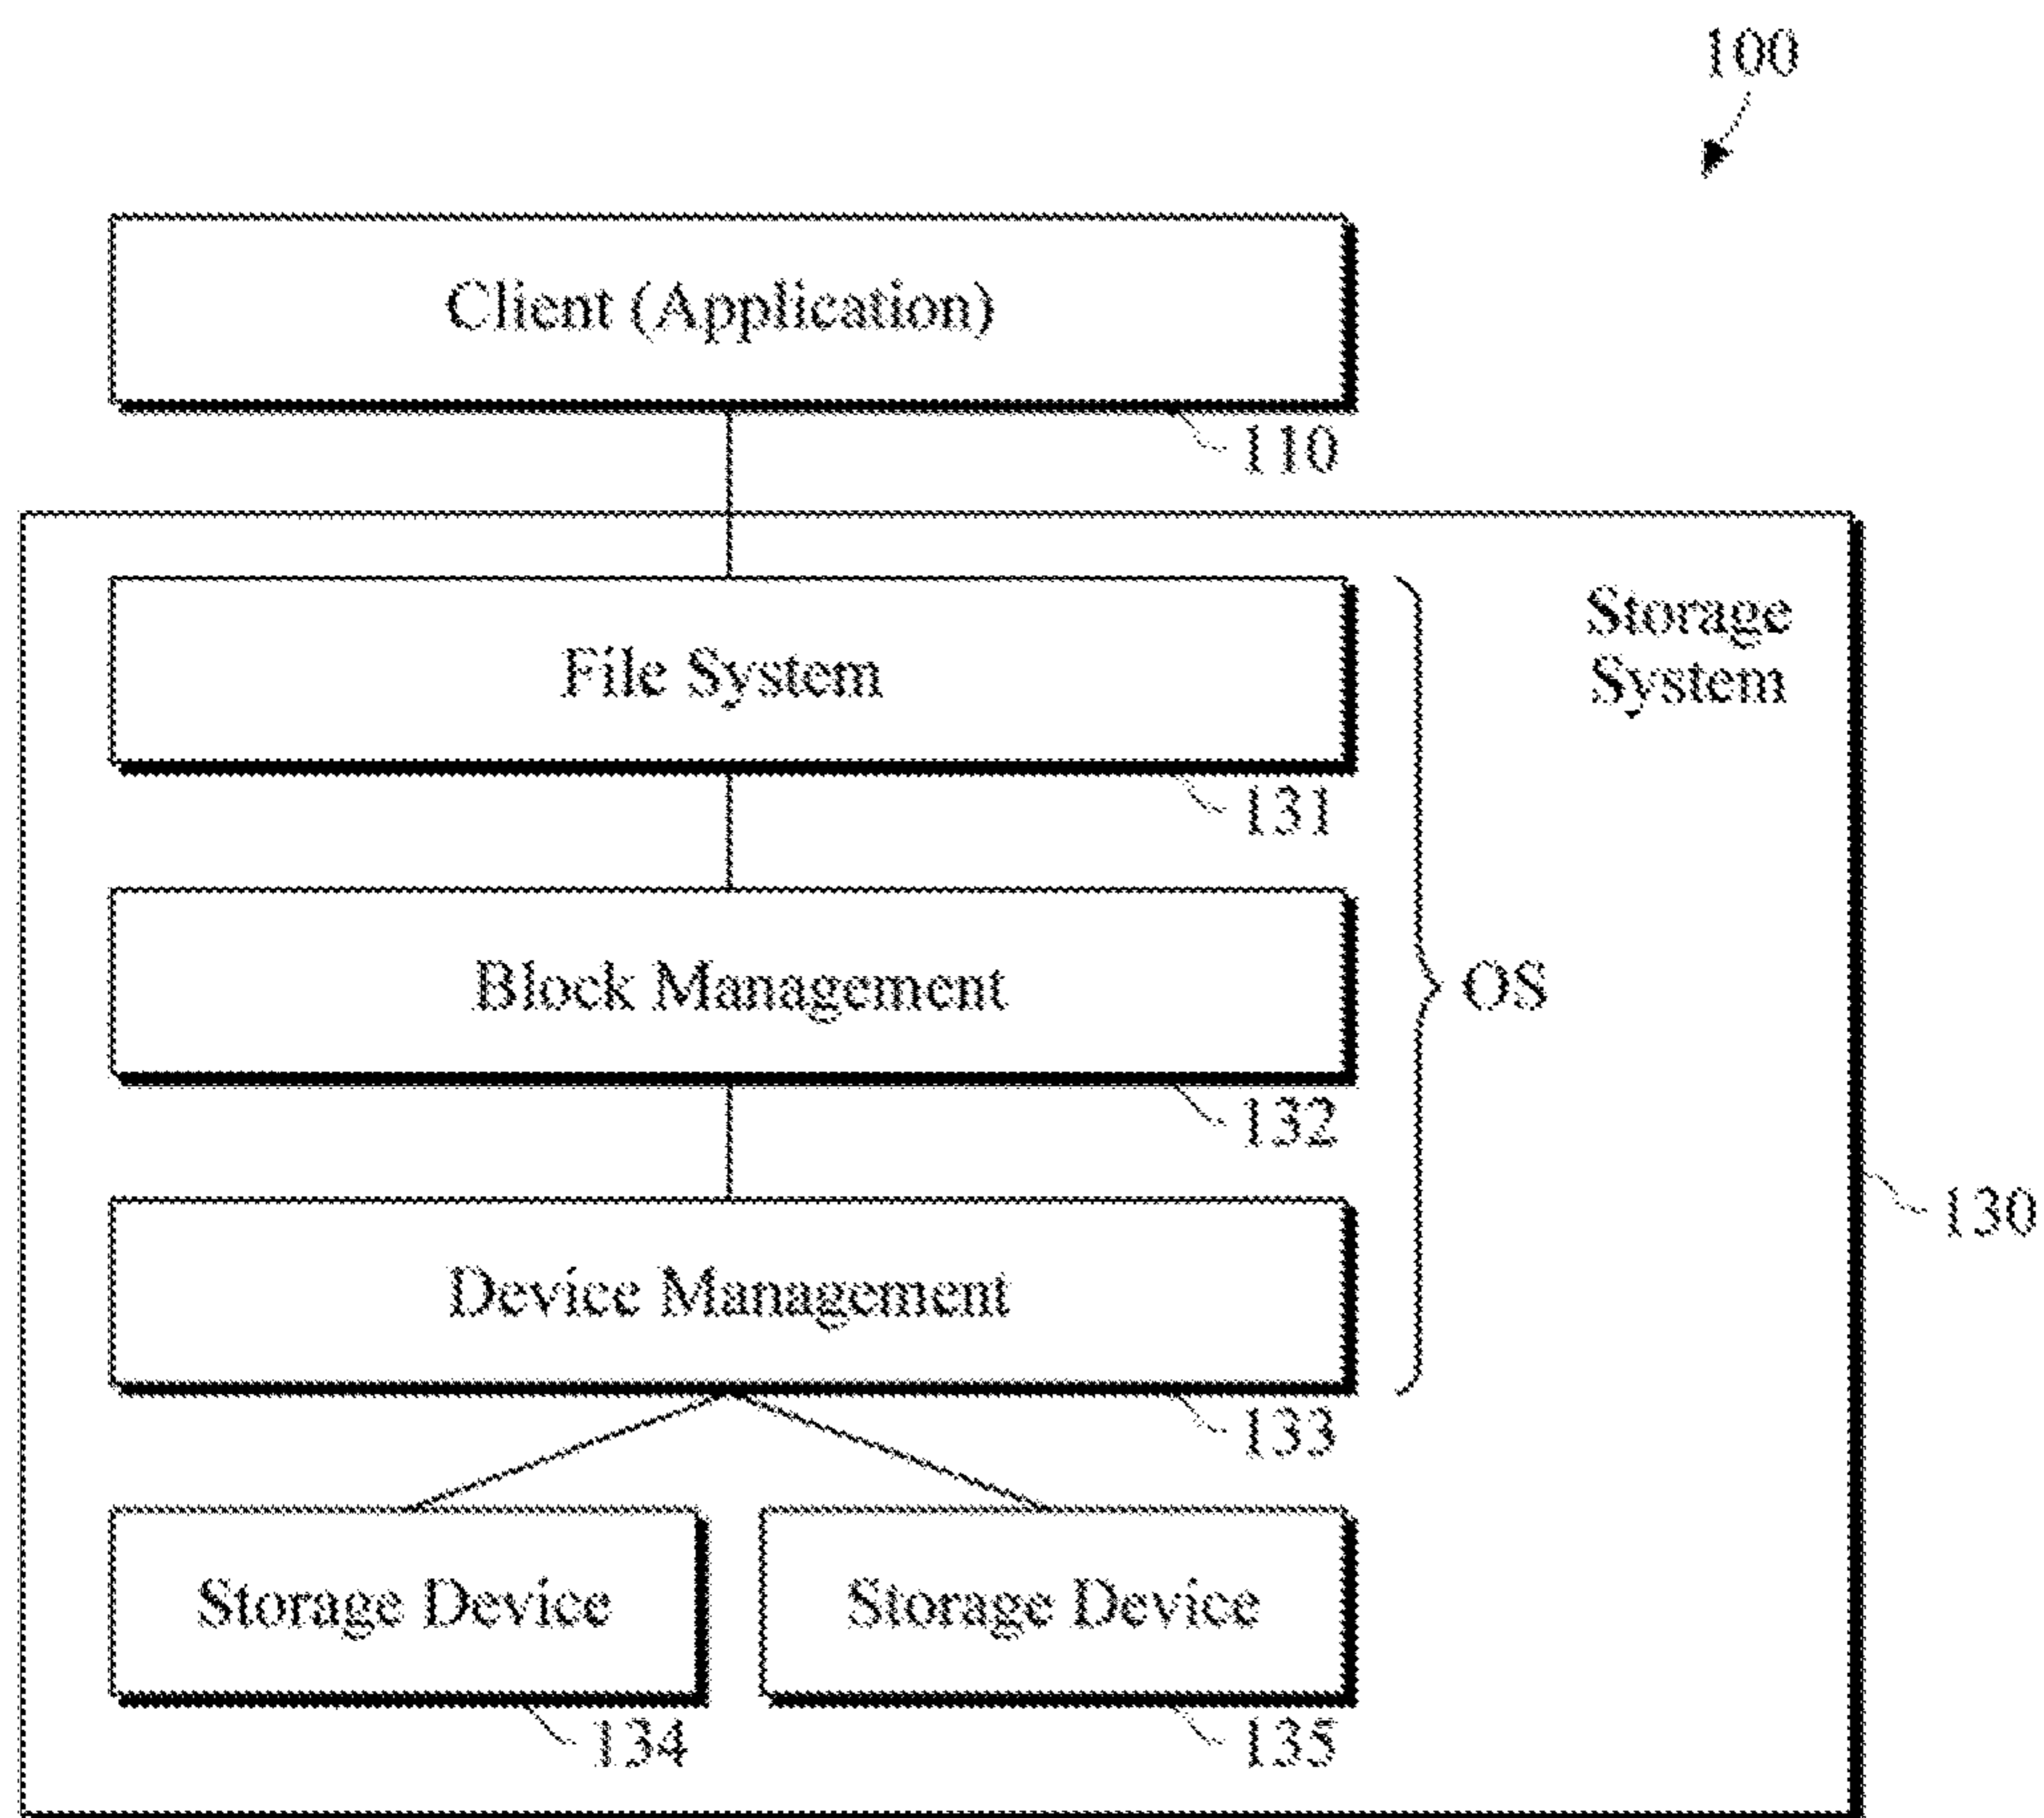 100
Client (Application)
110
Storage
System
File System
131
Block Management
OS
132
130
Device Management
133
Storage Device
Storage Device
134
135